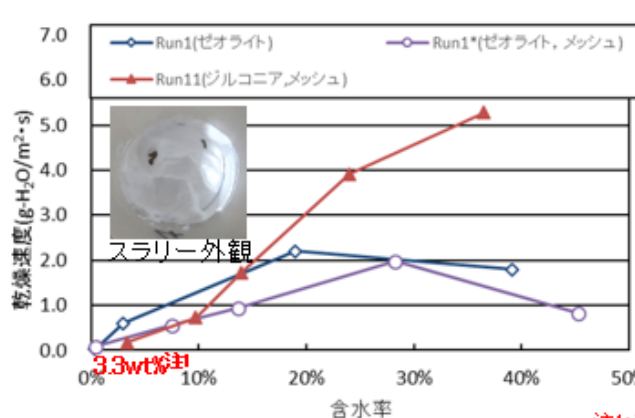 7.0
Run1(ゼオライト)
Run1*(ゼオライト, メッシュ)
6.0
Run11(ジルコニア,メッシュ)
5.0
4.0
3.0
スラリー外観
2.0
1.0
0.0
3.3wt%注1
0%
10%
20%
30%
40%
50%
含水率
乾燥速度(g-H₂O/m²・s)